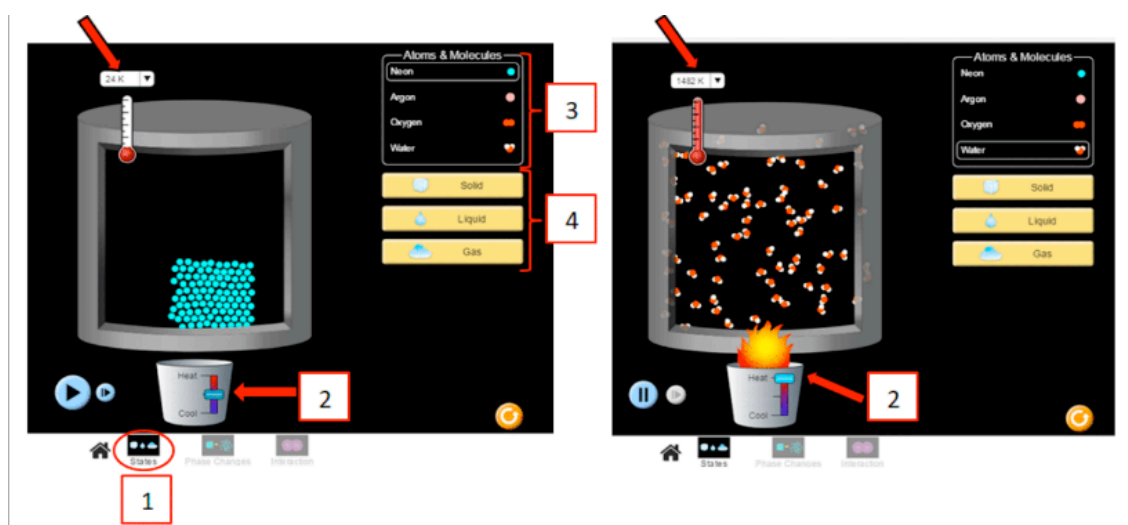 Atoms & Molecules
24 K
Neon
Argon
3
Oxygen
Water
Solid
4
Liquid
Gas
Heat
2
Cool
States
Phase Changes
Interaction
1
Atoms & Molecules
1482 K
Neon
Argon
Oxygen
Water
Solid
Liquid
Gas
Heat
2
Cool
States
Phase Changes
Interaction